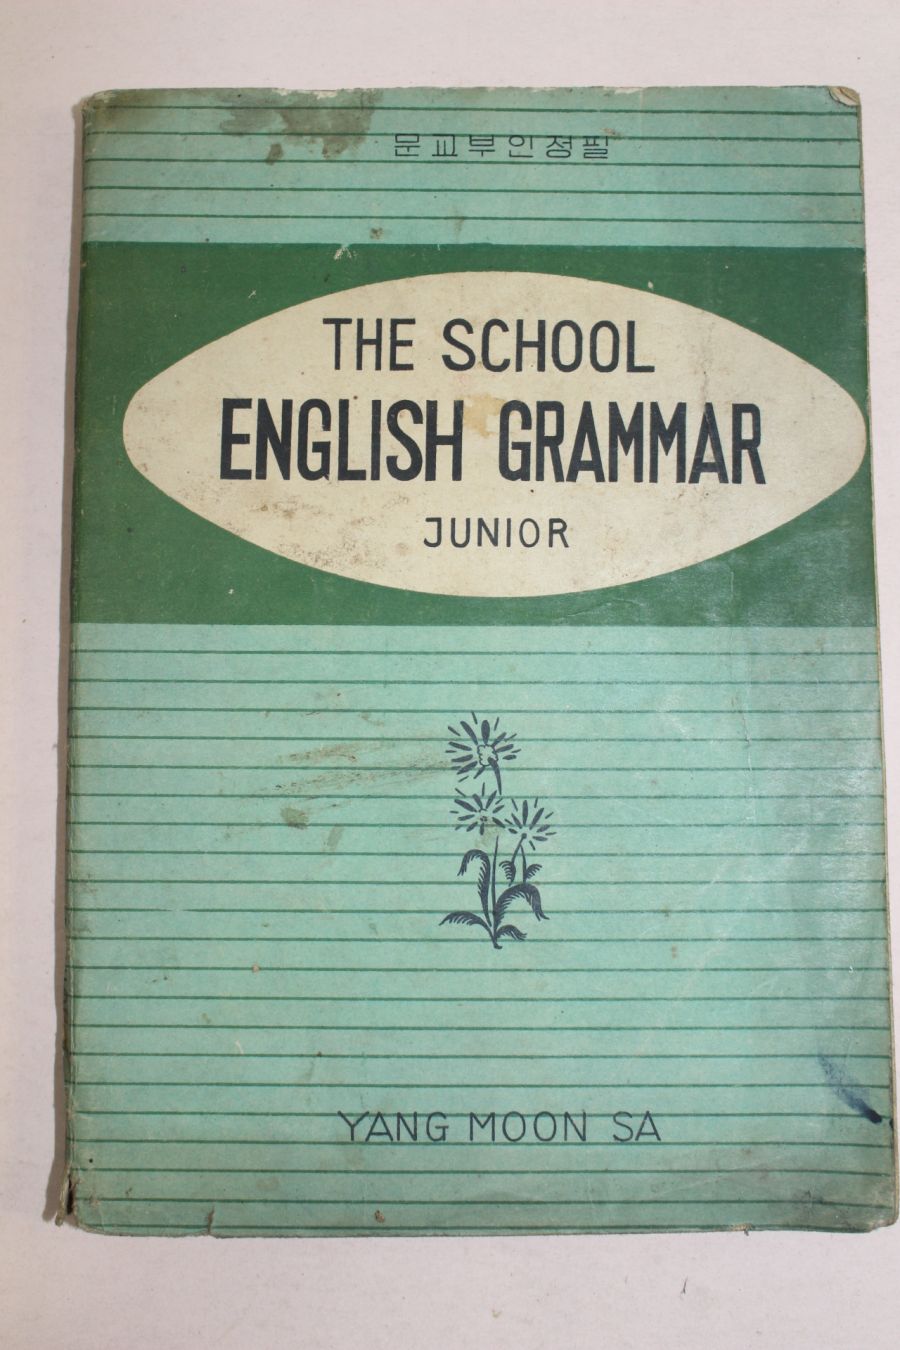 문교부인정필
THE SCHOOL
ENGLISH GRAMMAR
JUNIOR
YANG MOON SA